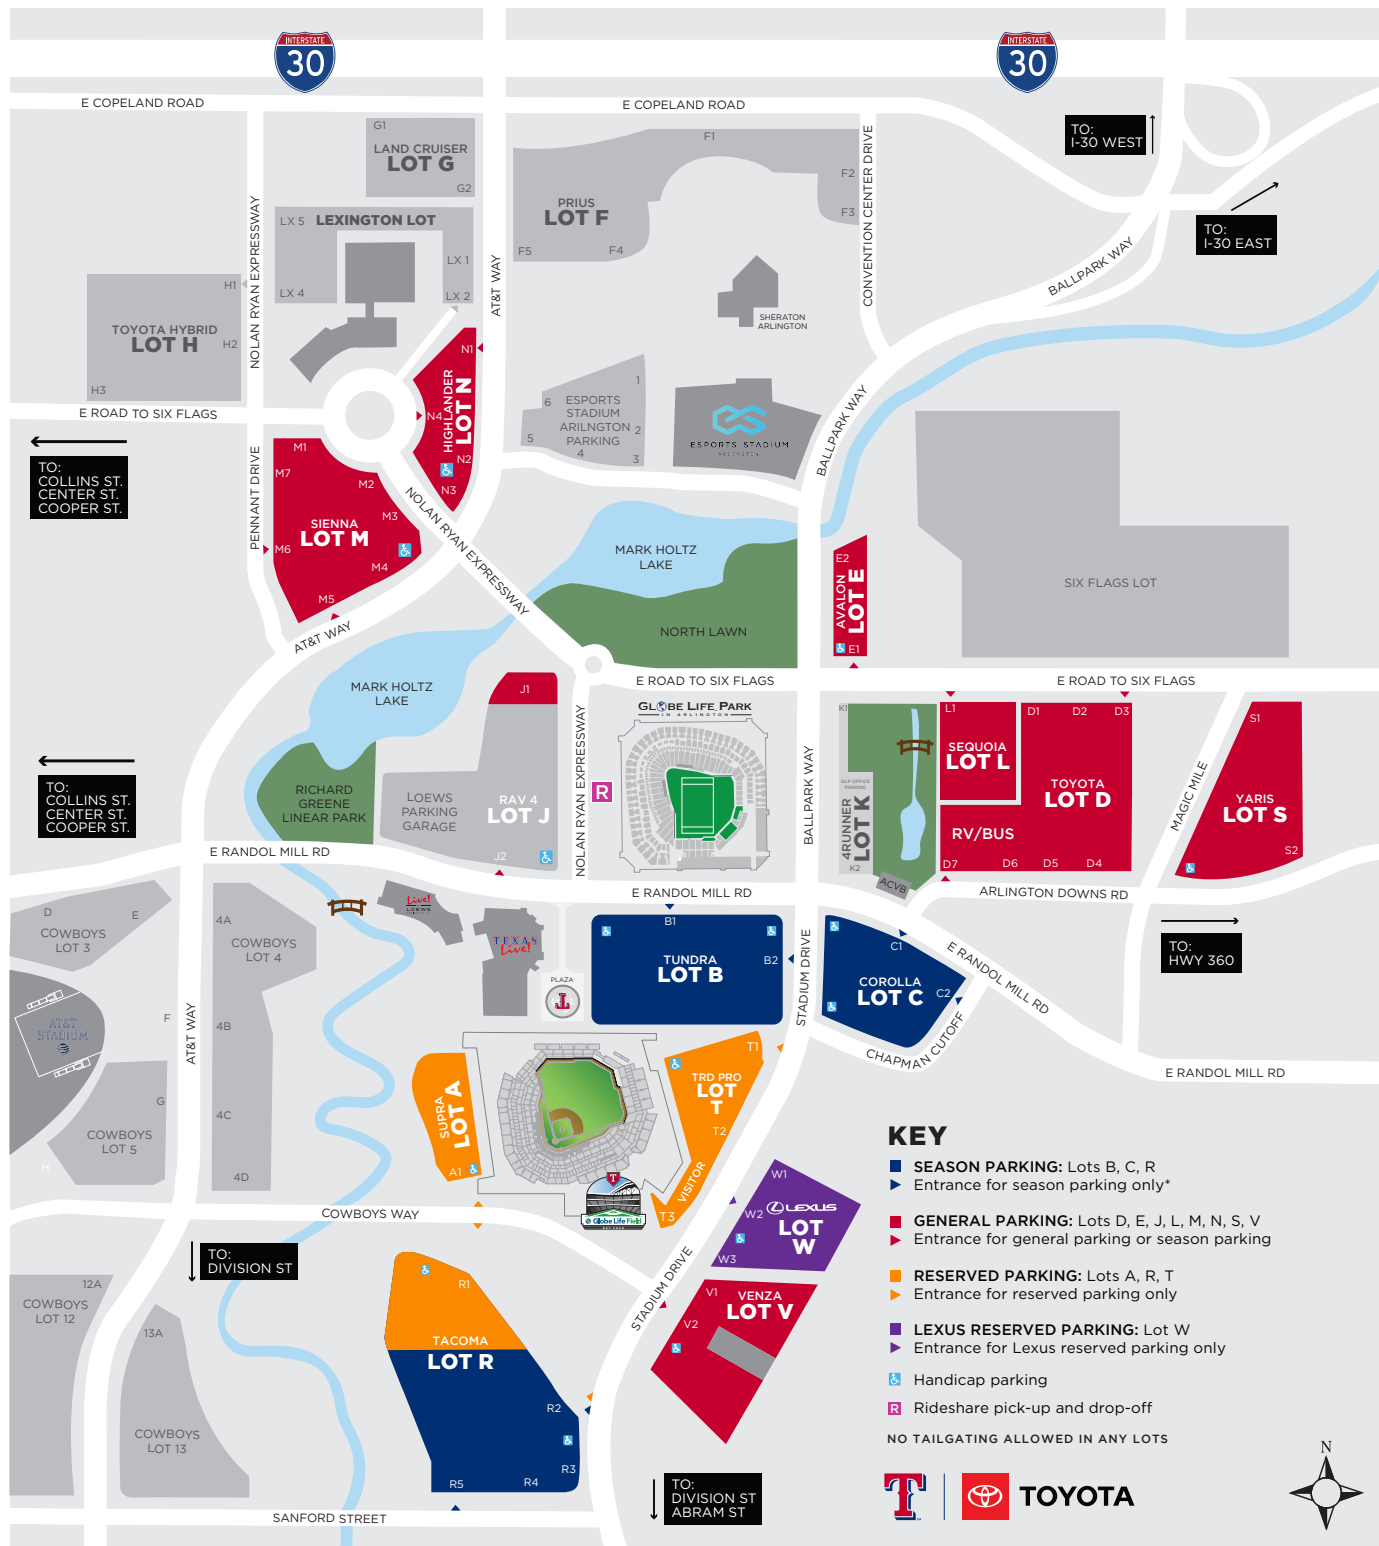 INTERSTATE
30
INTERSTATE
30
E COPELAND ROAD
E COPELAND ROAD
TO:
I-30 WEST
TO:
I-30 EAST
G1
LAND CRUISER
LOT G
G2
NOLAN RYAN EXPRESSWAY
LX 5
LEXINGTON LOT
LX 1
LX 4
LX 2
AT&T WAY
F1
F2
F3
PRIUS
LOT F
F5
F4
CONVENTION CENTER DRIVE
BALLPARK WAY
SHERATON
ARLINGTON
H1
TOYOTA HYBRID
LOT H
H2
H3
E ROAD TO SIX FLAGS
TO:
COLLINS ST.
CENTER ST.
COOPER ST.
N1
N4
HIGHLANDER
LOT N
N2
N3
1
6
ESPORTS
STADIUM
ARILNGTON
PARKING
2
5
4
3
ESPORTS STADIUM
ARLINGTON
BALLPARK WAY
PENNANT DRIVE
M1
M7
M2
M3
SIENNA
LOT M
M6
M4
M5
NOLAN RYAN EXPRESSWAY
AT&T WAY
MARK HOLTZ
LAKE
NORTH LAWN
E2
AVALON
LOT E
E1
SIX FLAGS LOT
MARK HOLTZ
LAKE
E ROAD TO SIX FLAGS
E ROAD TO SIX FLAGS
J1
NOLAN RYAN EXPRESSWAY
GLOBE LIFE PARK
IN ARLINGTON
R
BALLPARK WAY
K1
GLP OFFICE
PARKING
4RUNNER
LOT K
K2
ACVB
L1
SEQUOIA
LOT L
D1
D2
D3
TOYOTA
LOT D
RV/BUS
D7
D6
D5
D4
MAGIC MILE
S1
YARIS
LOT S
S2
TO:
COLLINS ST.
CENTER ST.
COOPER ST.
RICHARD
GREENE
LINEAR PARK
LOEWS
PARKING
GARAGE
RAV 4
LOT J
J2
E RANDOL MILL RD
E RANDOL MILL RD
ARLINGTON DOWNS RD
E RANDOL MILL RD
TO:
HWY 360
E RANDOL MILL RD
D
E
COWBOYS
LOT 3
4A
COWBOYS
LOT 4
F
4B
4C
4D
AT&T
STADIUM
G
COWBOYS
LOT 5
H
AT&T WAY
Live!
BY
LOEWS
TEXAS
Live!
PLAZA
T
B1
TUNDRA
LOT B
B2
STADIUM DRIVE
C1
COROLLA
LOT C
C2
CHAPMAN CUTOFF
SUPRA
LOT A
A1
T1
TRD PRO
LOT
T
T2
VISITOR
T3
T
Globe Life Field
COWBOYS WAY
TO:
DIVISION ST
W1
W2
LEXUS
LOT
W
W3
STADIUM DRIVE
V1
VENZA
LOT V
V2
R1
TACOMA
LOT R
R2
R3
R4
R5
12A
COWBOYS
LOT 12
13A
COWBOYS
LOT 13
SANFORD STREET
TO:
DIVISION ST
ABRAM ST
KEY
SEASON PARKING: Lots B, C, R
Entrance for season parking only*
GENERAL PARKING: Lots D, E, J, L, M, N, S, V
Entrance for general parking or season parking
RESERVED PARKING: Lots A, R, T
Entrance for reserved parking only
LEXUS RESERVED PARKING: Lot W
Entrance for Lexus reserved parking only
Handicap parking
R Rideshare pick-up and drop-off
NO TAILGATING ALLOWED IN ANY LOTS
T
TOYOTA
N